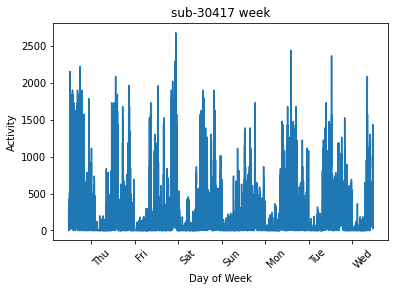 sub-30417 week
Activity
2500
2000
1500
1000
500
0
Thu
Fri
Sat
Sun
Mon
Tue
Wed
Day of Week